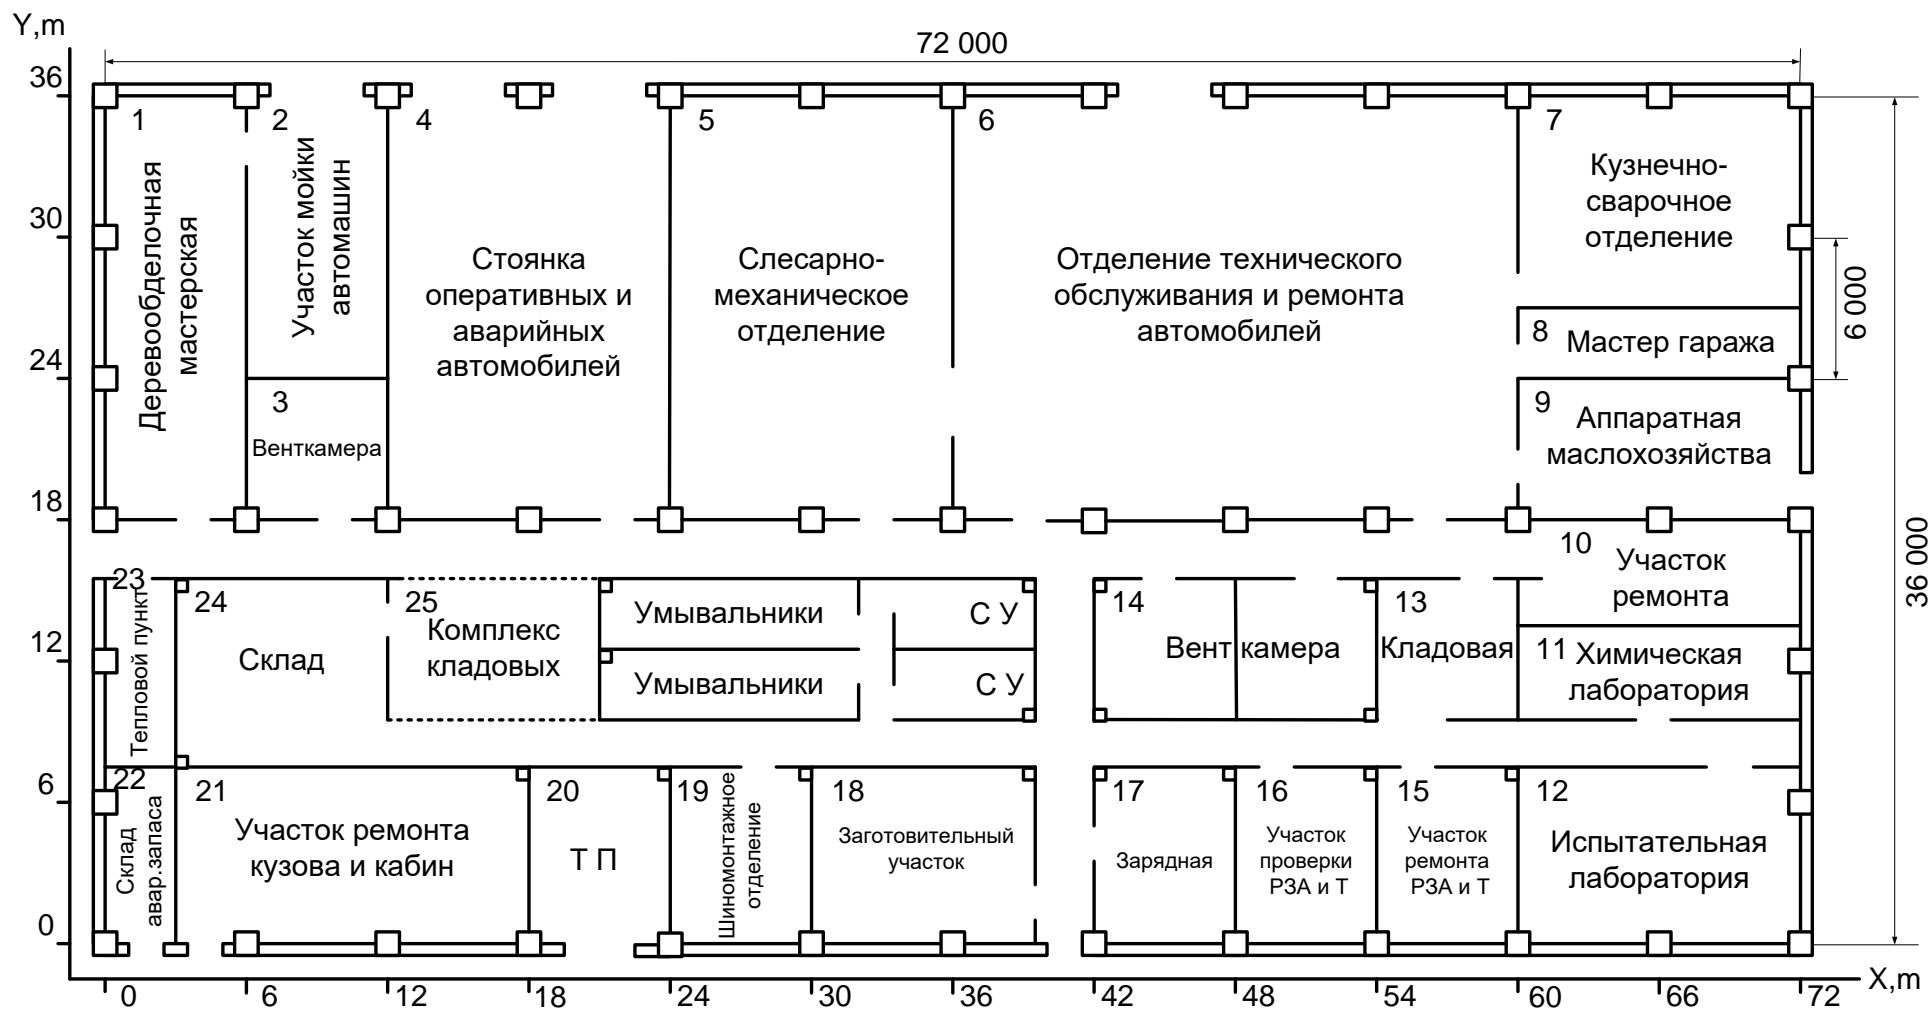 Y,m
72 000
36
1
2
4
5
6
7
Деревообделочная
мастерская
Участок мойки
автомашин
Стоянка
оперативных и
аварийных
автомобилей
Слесарно-
механическое
отделение
Отделение технического
обслуживания и ремонта
автомобилей
Кузнечно-
сварочное
отделение
30
6 000
8
Мастер гаража
24
3
Венткамера
9
Аппаратная
маслохозяйства
18
36 000
10
Участок
ремонта
23
Тепловой пункт
24
Склад
25
Комплекс
кладовых
Умывальники
С У
Умывальники
С У
14
Вент камера
13
Кладовая
11
Химическая
лаборатория
12
6
22
Склад
авар.запаса
21
Участок ремонта
кузова и кабин
20
Т П
19
Шиномонтажное
отделение
18
Заготовительный
участок
17
Зарядная
16
Участок
проверки
РЗА и Т
15
Участок
ремонта
РЗА и Т
12
Испытательная
лаборатория
0
0
6
12
18
24
30
36
42
48
54
60
66
72
X,m